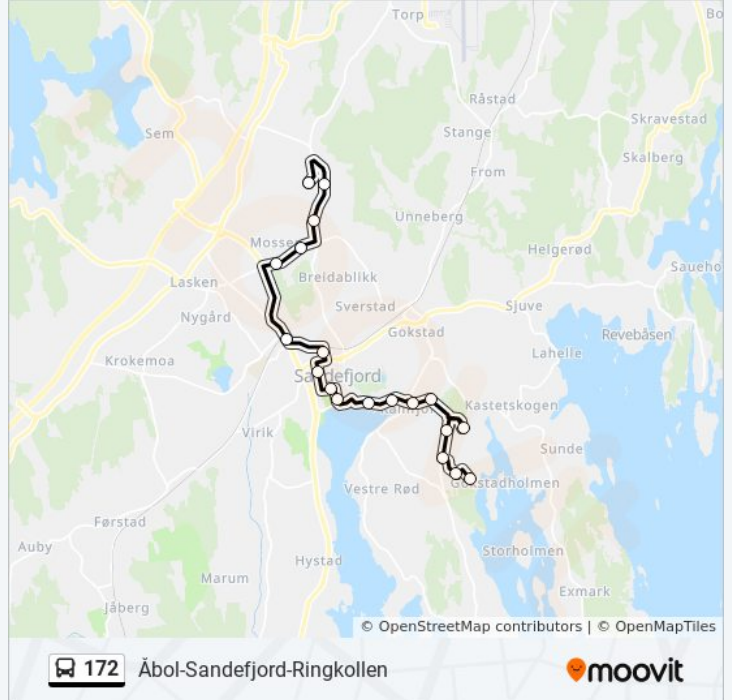 Torp
Bo
Råstad
Skravestad
Sem
Stange
Skalberg
From
Unneberg
Helgerød
Saueho
Breidablikk
Lasken
Sverstad
Sjuve
Nygård
Gokstad
Revebåsen
Krokemoa
Lahelle
Sandefjord
Kastetskogen
Virik
Sunde
Vestre Rød
Førstad
Auby
Storholmen
Hystad
Marum
Exmark
Jåberg
© OpenStreetMap contributors | © OpenMapTiles
172 Åbol-Sandefjord-Ringkollen
moovit